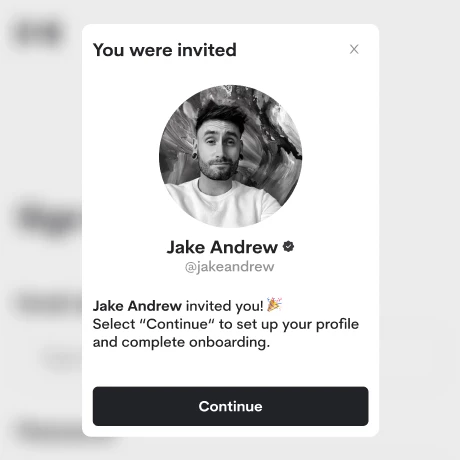 You were invited
Jake Andrew
@jakeandrew
Jake Andrew invited you! 🎉
Select “Continue“ to set up your profile
and complete onboarding.
Continue